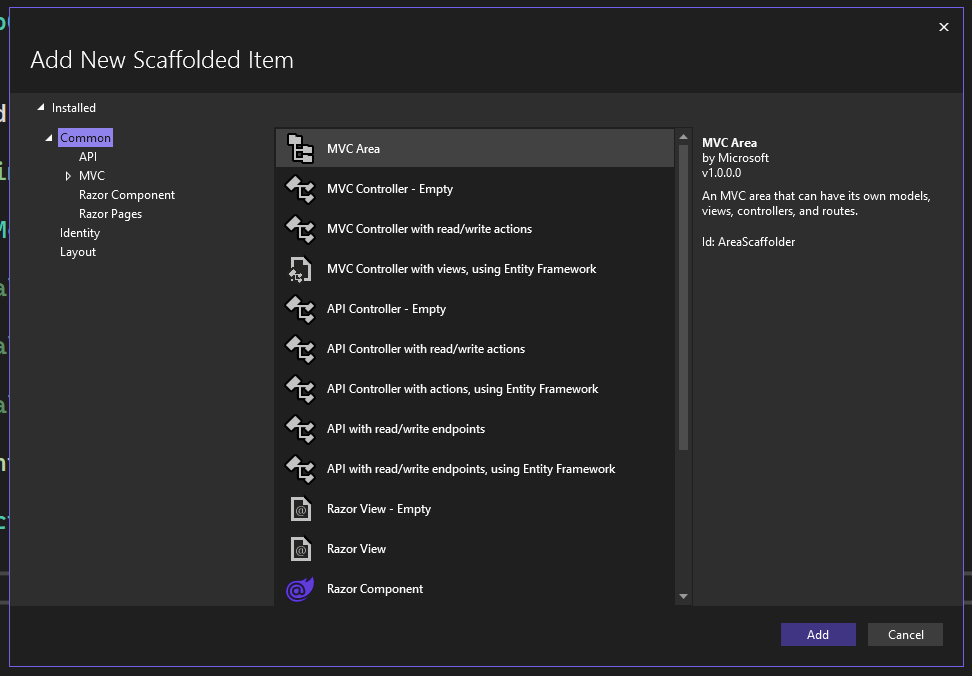 Add New Scaffolded Item
Installed
Common
API
MVC
Razor Component
Razor Pages
Identity
Layout
MVC Area
MVC Controller - Empty
MVC Controller with read/write actions
MVC Controller with views, using Entity Framework
API Controller - Empty
API Controller with read/write actions
API Controller with actions, using Entity Framework
API with read/write endpoints
API with read/write endpoints, using Entity Framework
Razor View - Empty
Razor View
Razor Component
MVC Area
by Microsoft
v1.0.0.0
An MVC area that can have its own models,
views, controllers, and routes.
Id: AreaScaffolder
Add
Cancel